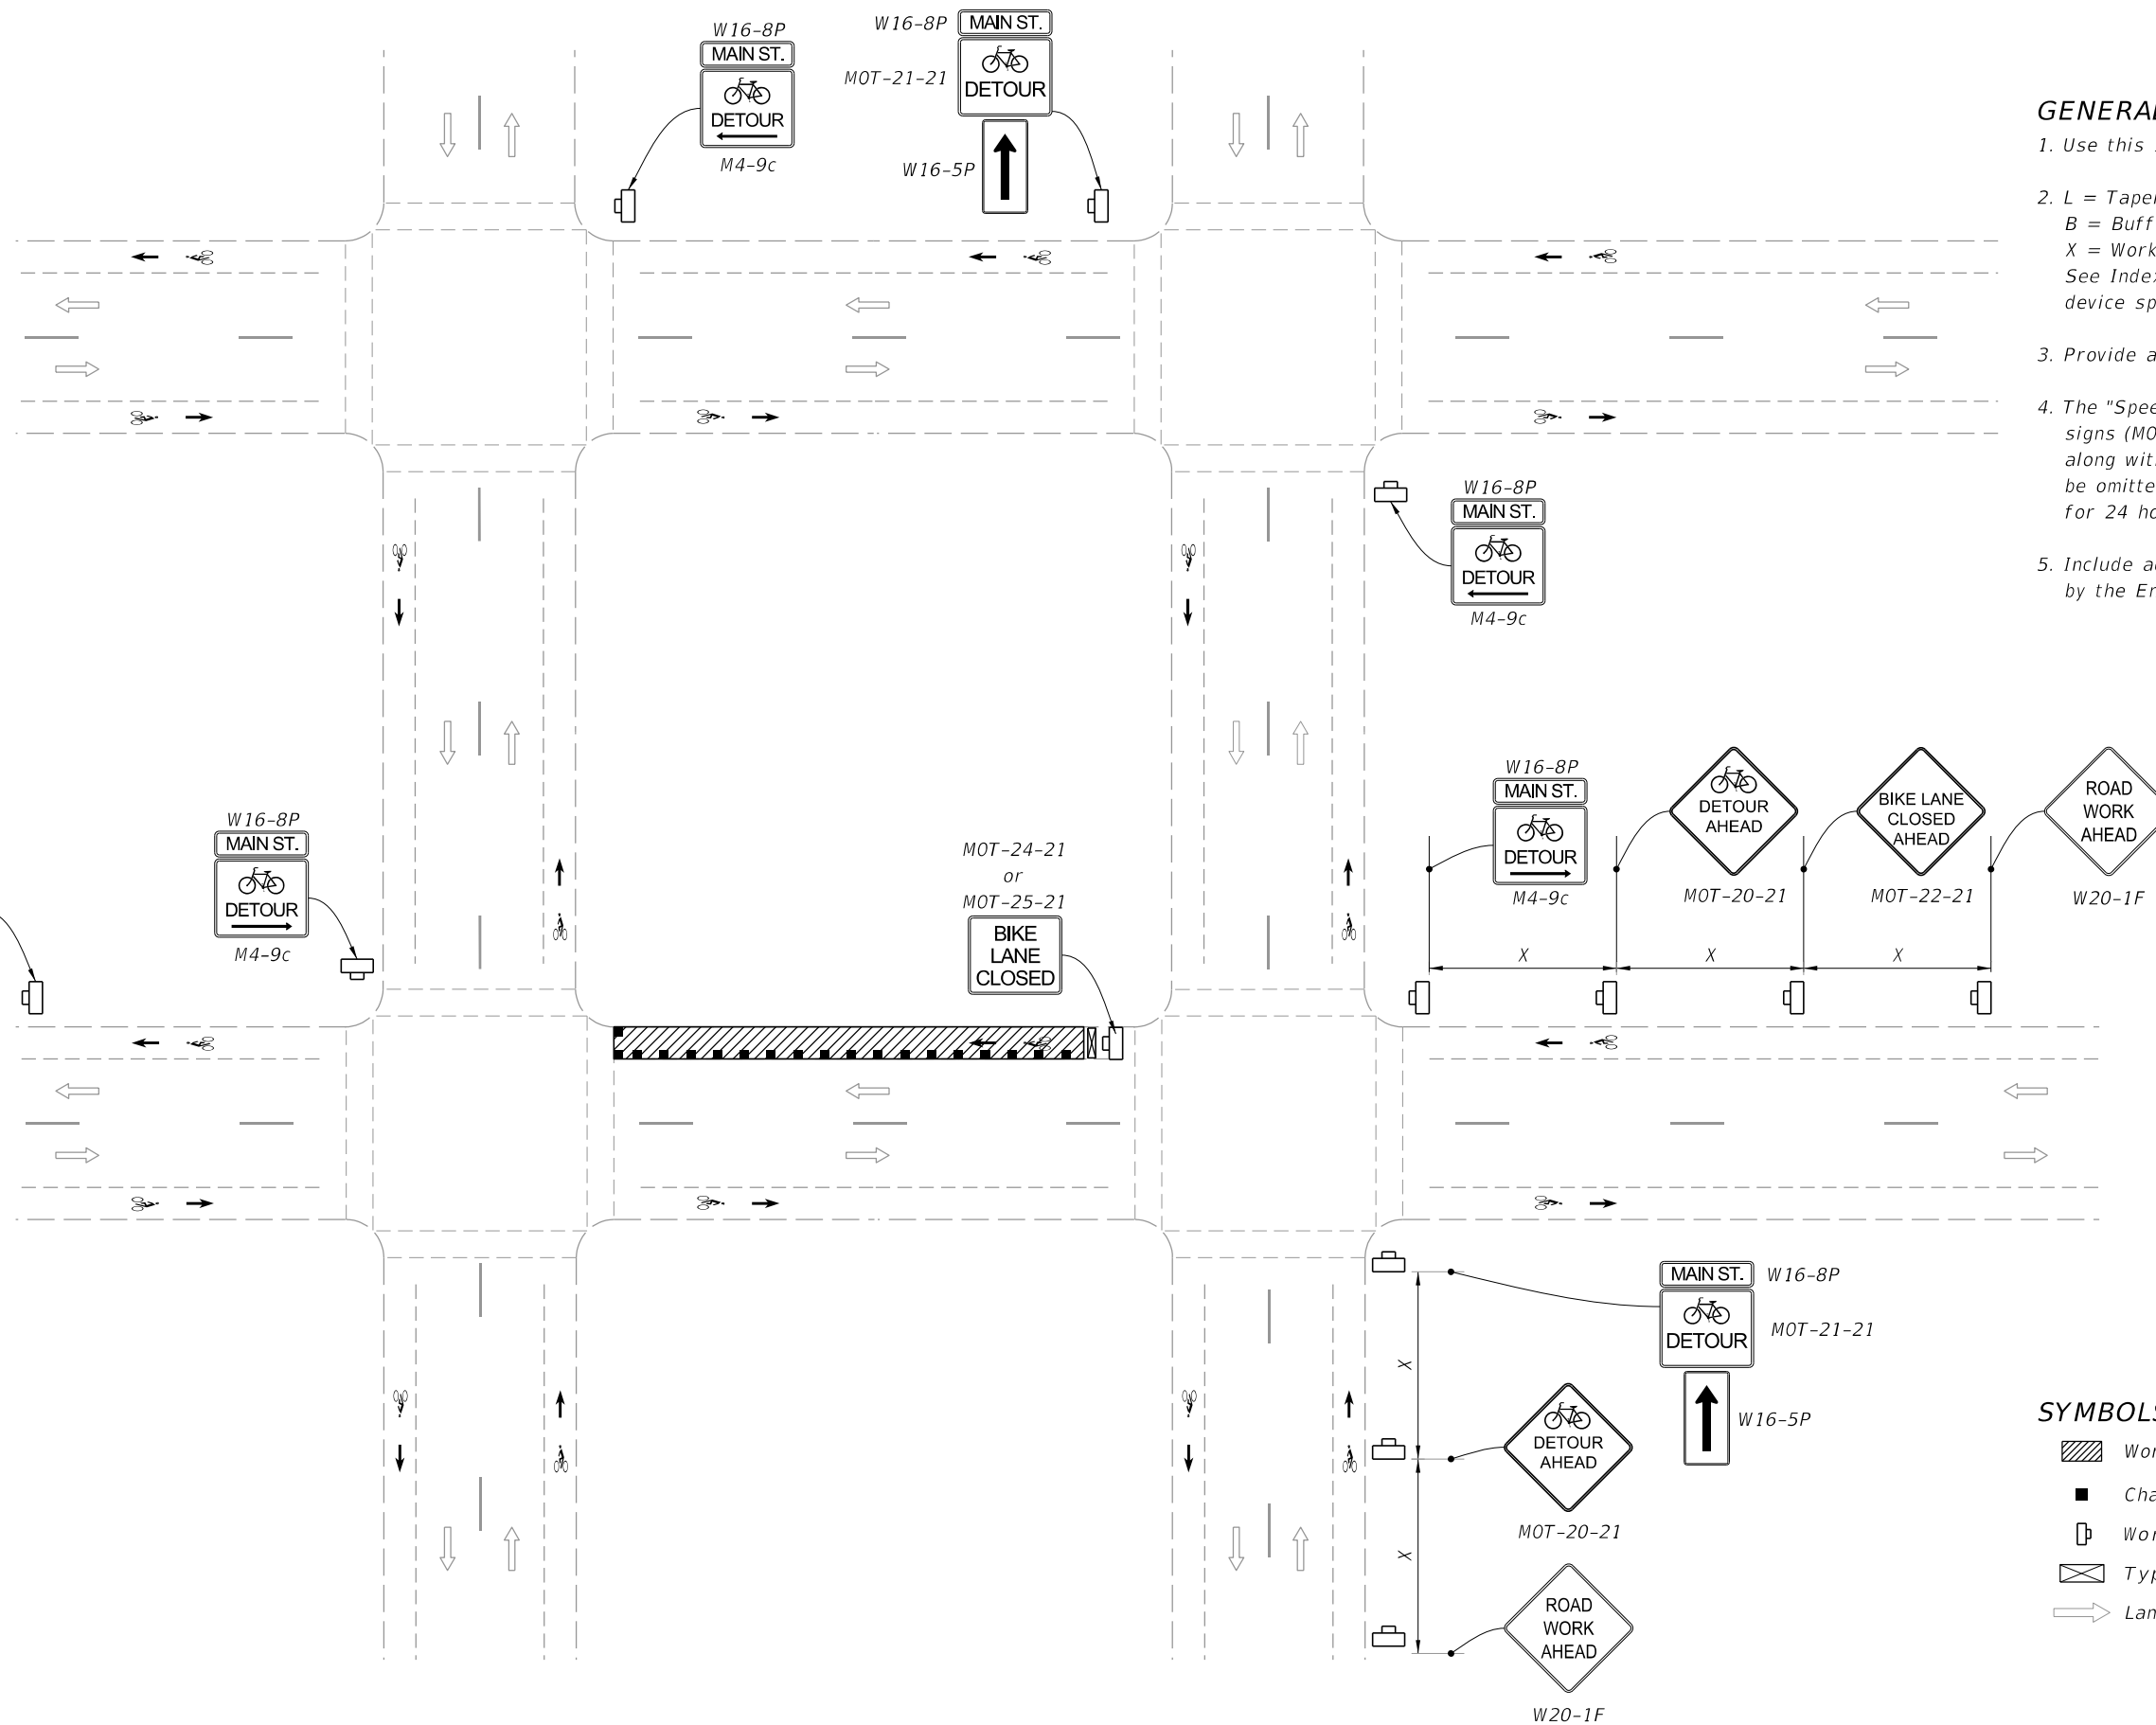 W16-8P
MAIN ST.
DETOUR
M4-9c
W16-8P
MAIN ST.
MOT-21-21
DETOUR
W16-5P
GENERAL
1. Use this
2. L = Taper
B = Buff
X = Work
See Index
device sp
3. Provide a
4. The "Spee
signs (MO
along wit
be omitte
for 24 ho
5. Include ad
by the En
W16-8P
MAIN ST.
DETOUR
M4-9c
W16-8P
MAIN ST.
DETOUR
M4-9c
DETOUR
AHEAD
MOT-20-21
BIKE LANE
CLOSED
AHEAD
MOT-22-21
ROAD
WORK
AHEAD
W20-1F
X
X
X
W16-8P
MAIN ST.
DETOUR
M4-9c
MOT-24-21
or
MOT-25-21
BIKE
LANE
CLOSED
MAIN ST.
W16-8P
DETOUR
MOT-21-21
W16-5P
X
DETOUR
AHEAD
MOT-20-21
X
ROAD
WORK
AHEAD
W20-1F
SYMBOLS
Wor
Cha
Wor
Typ
Lan